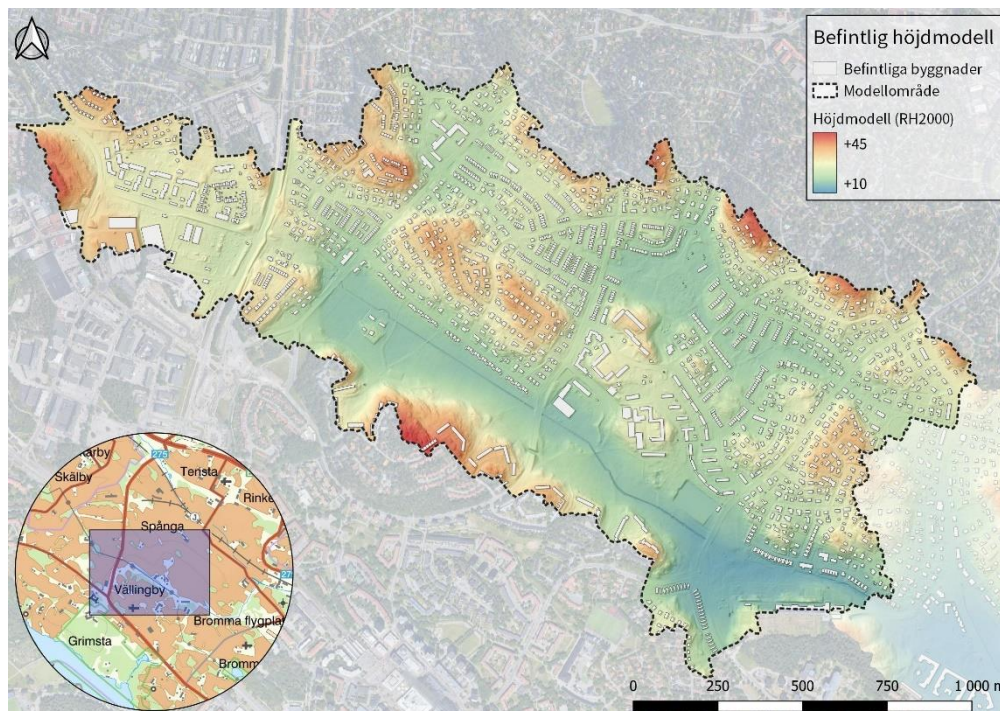 Befintlig höjdmodell
Befintliga byggnader
Modellområde
Höjdmodell (RH2000)
+45
+10
275
Tensta
Skälby
Rinke
Spånga
Vällingby
Bromma flygpla
Grimsta
Bromm
0 250 500 750 1 000 m